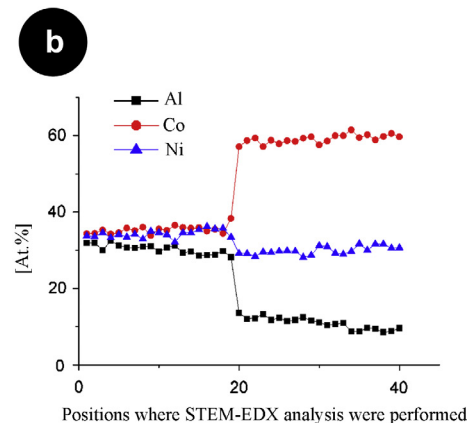 b
Al
Co
Ni
60
40
20
0
[At.%]
0
20
40
Positions where STEM-EDX analysis were performed